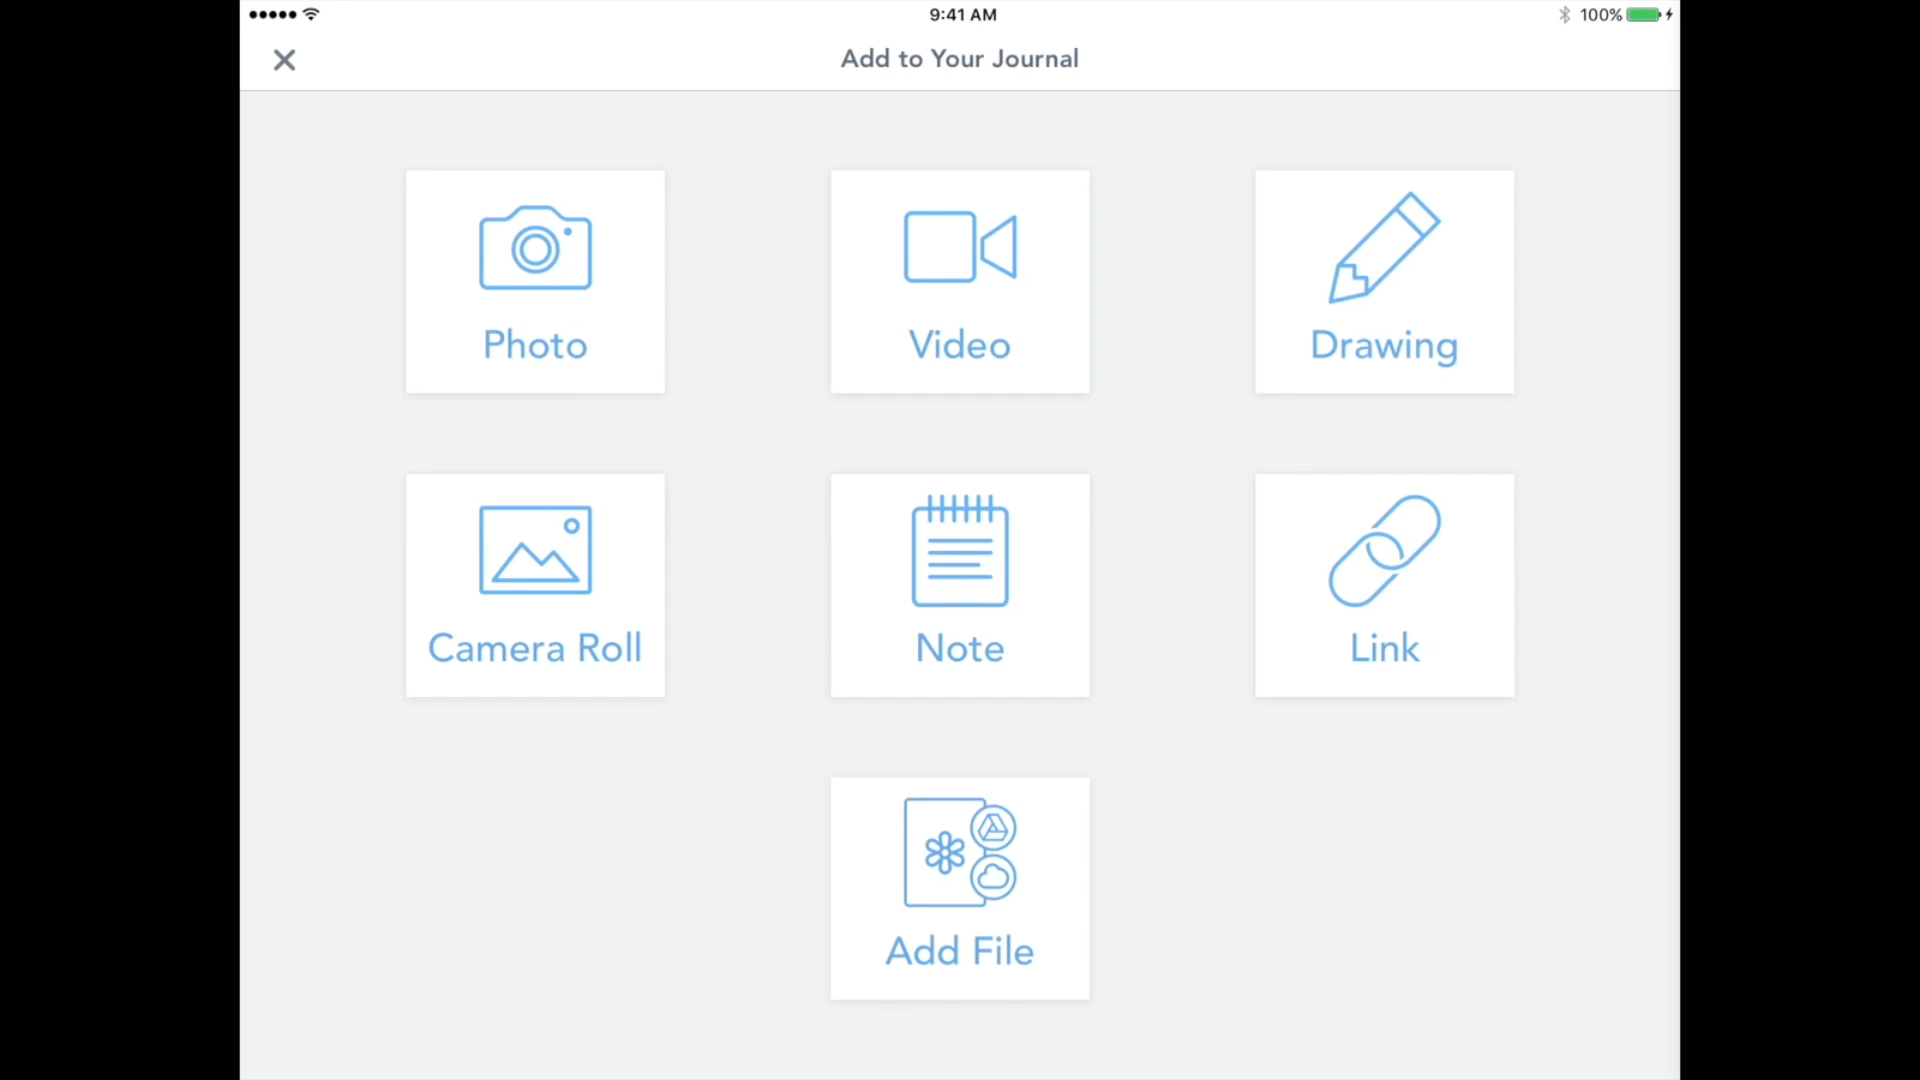 9:41 AM
100%
Add to Your Journal
Photo
Video
Drawing
Camera Roll
Note
Link
Add File